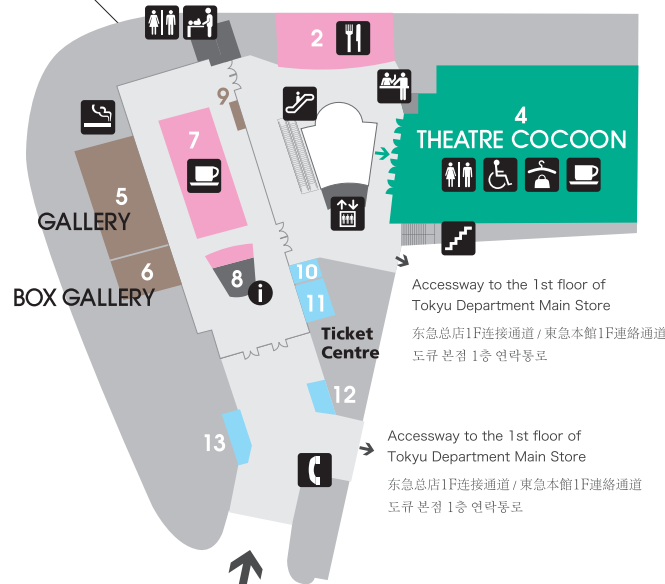 2
9
4
THEATRE COCOON
7
5
GALLERY
6
BOX GALLERY
8
i
10
11
Ticket
Centre
Accessway to the 1st floor of
Tokyu Department Main Store
东急总店1F连接通道 / 東急本館1F連絡通道
도큐 본점 1층 연락통로
12
13
Accessway to the 1st floor of
Tokyu Department Main Store
东急总店1F连接通道 / 東急本館1F連絡通道
도큐 본점 1층 연락통로